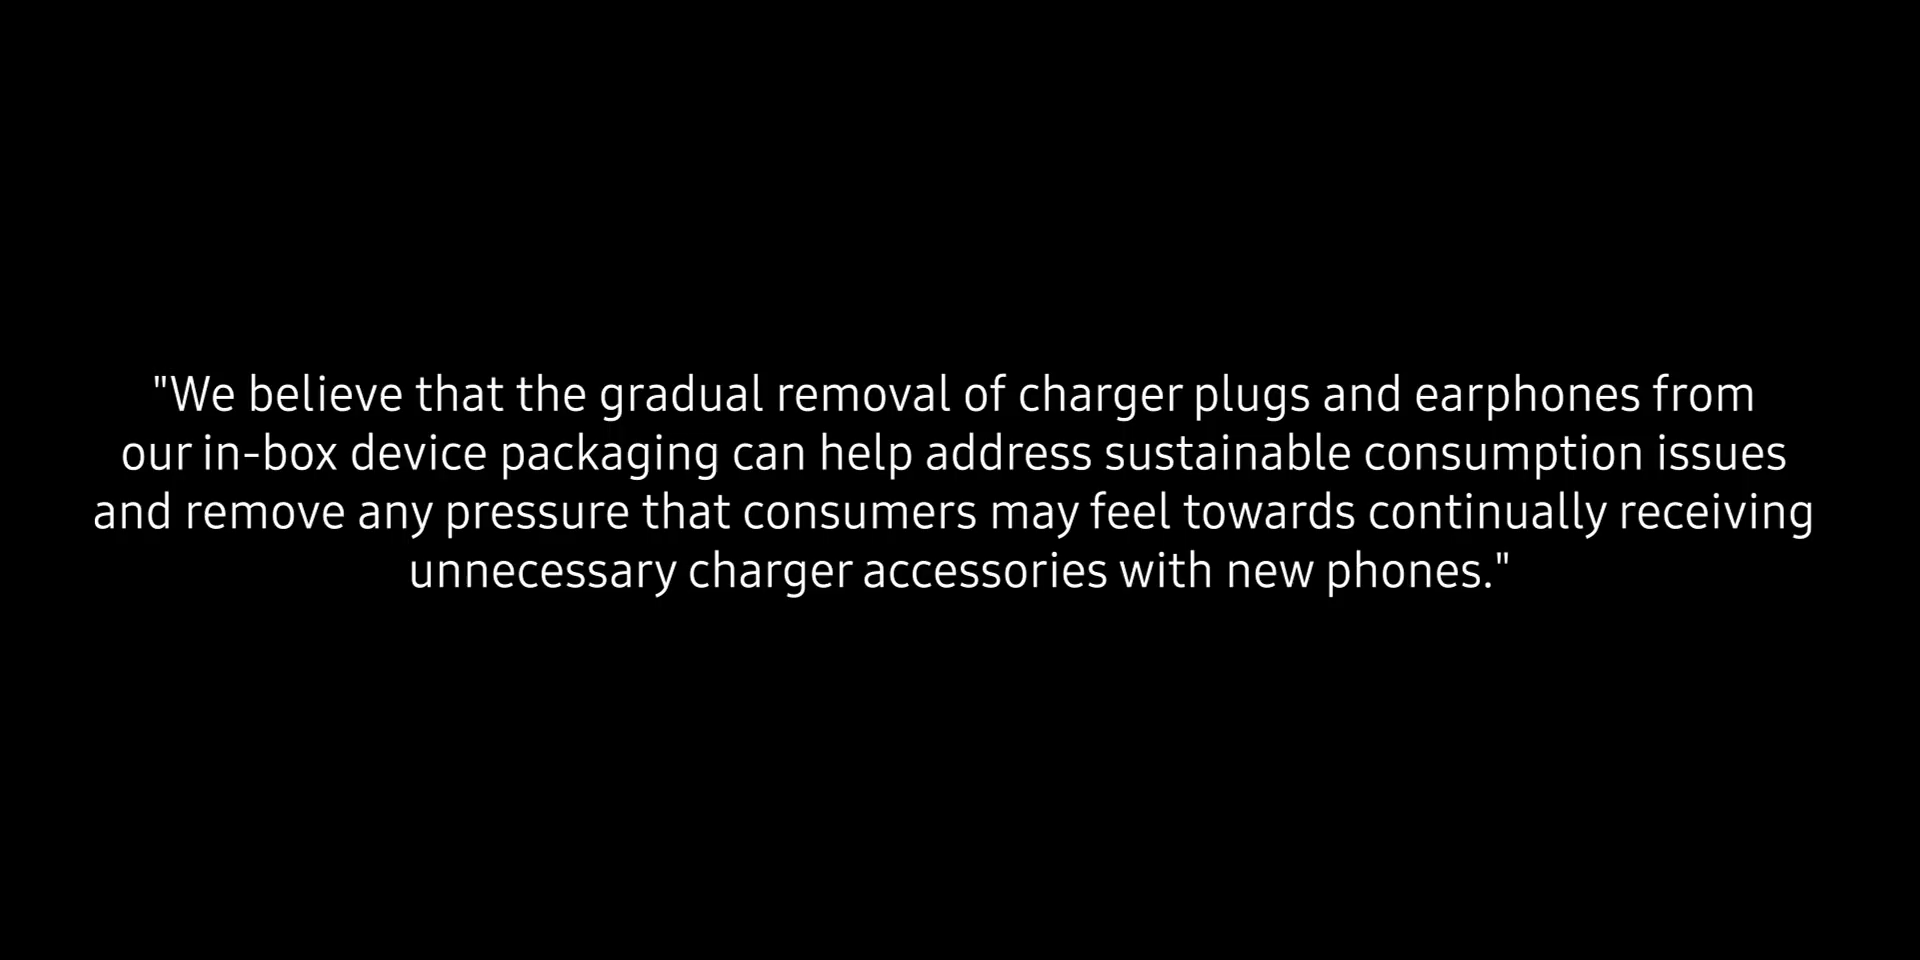 "We believe that the gradual removal of charger plugs and earphones from
our in-box device packaging can help address sustainable consumption issues
and remove any pressure that consumers may feel towards continually receiving
unnecessary charger accessories with new phones."